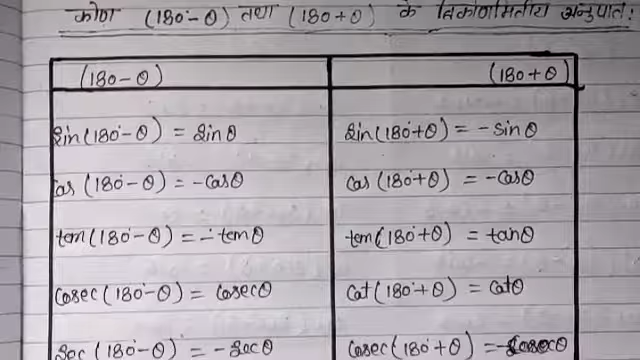 कोण (180°-θ) तथा (180+θ) के त्रिकोणमितीय अनुपात:
(180-θ) (180+θ)
sin(180°-θ) = sinθ sin(180°+θ) = -sinθ
cos(180°-θ) = -cosθ cos(180°+θ) = -cosθ
tan(180°-θ) = -tanθ tan(180°+θ) = tanθ
cosec(180°-θ) = cosecθ cot(180°+θ) = cotθ
sec(180°-θ) = -secθ cosec(180°+θ) = -cosecθ